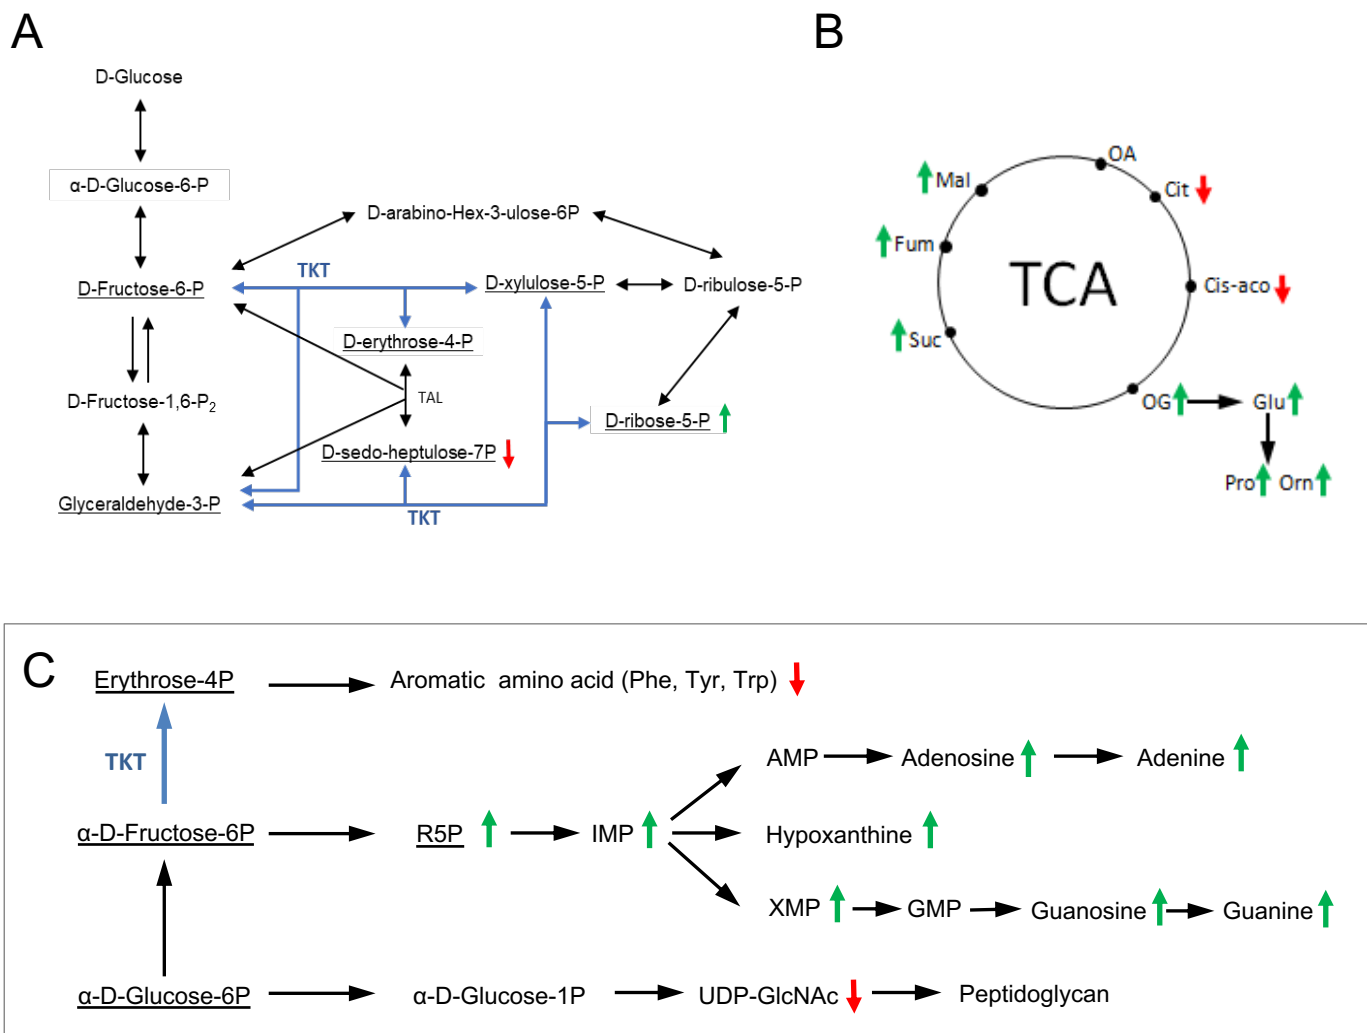 A
D-Glucose
α-D-Glucose-6-P
D-arabino-Hex-3-ulose-6P
TKT
D-Fructose-6-P
D-xylulose-5-P
D-ribulose-5-P
D-erythrose-4-P
D-Fructose-1,6-P2
TAL
D-ribose-5-P
D-sedo-heptulose-7P
Glyceraldehyde-3-P
TKT
B
OA
Mal
Cit
Fum
TCA
Cis-aco
Suc
OG
Glu
Pro
Orn
C
Erythrose-4P
Aromatic amino acid (Phe, Tyr, Trp)
TKT
AMP
Adenosine
Adenine
α-D-Fructose-6P
R5P
IMP
Hypoxanthine
XMP
GMP
Guanosine
Guanine
α-D-Glucose-6P
α-D-Glucose-1P
UDP-GlcNAc
Peptidoglycan